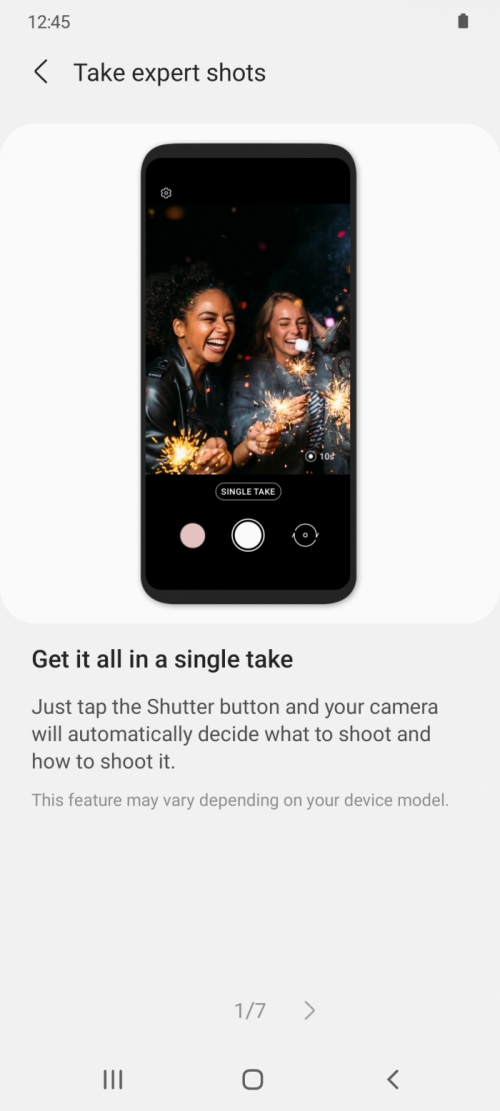 12:45
Take expert shots
10s
SINGLE TAKE
Get it all in a single take
Just tap the Shutter button and your camera
will automatically decide what to shoot and
how to shoot it.
This feature may vary depending on your device model.
1/7